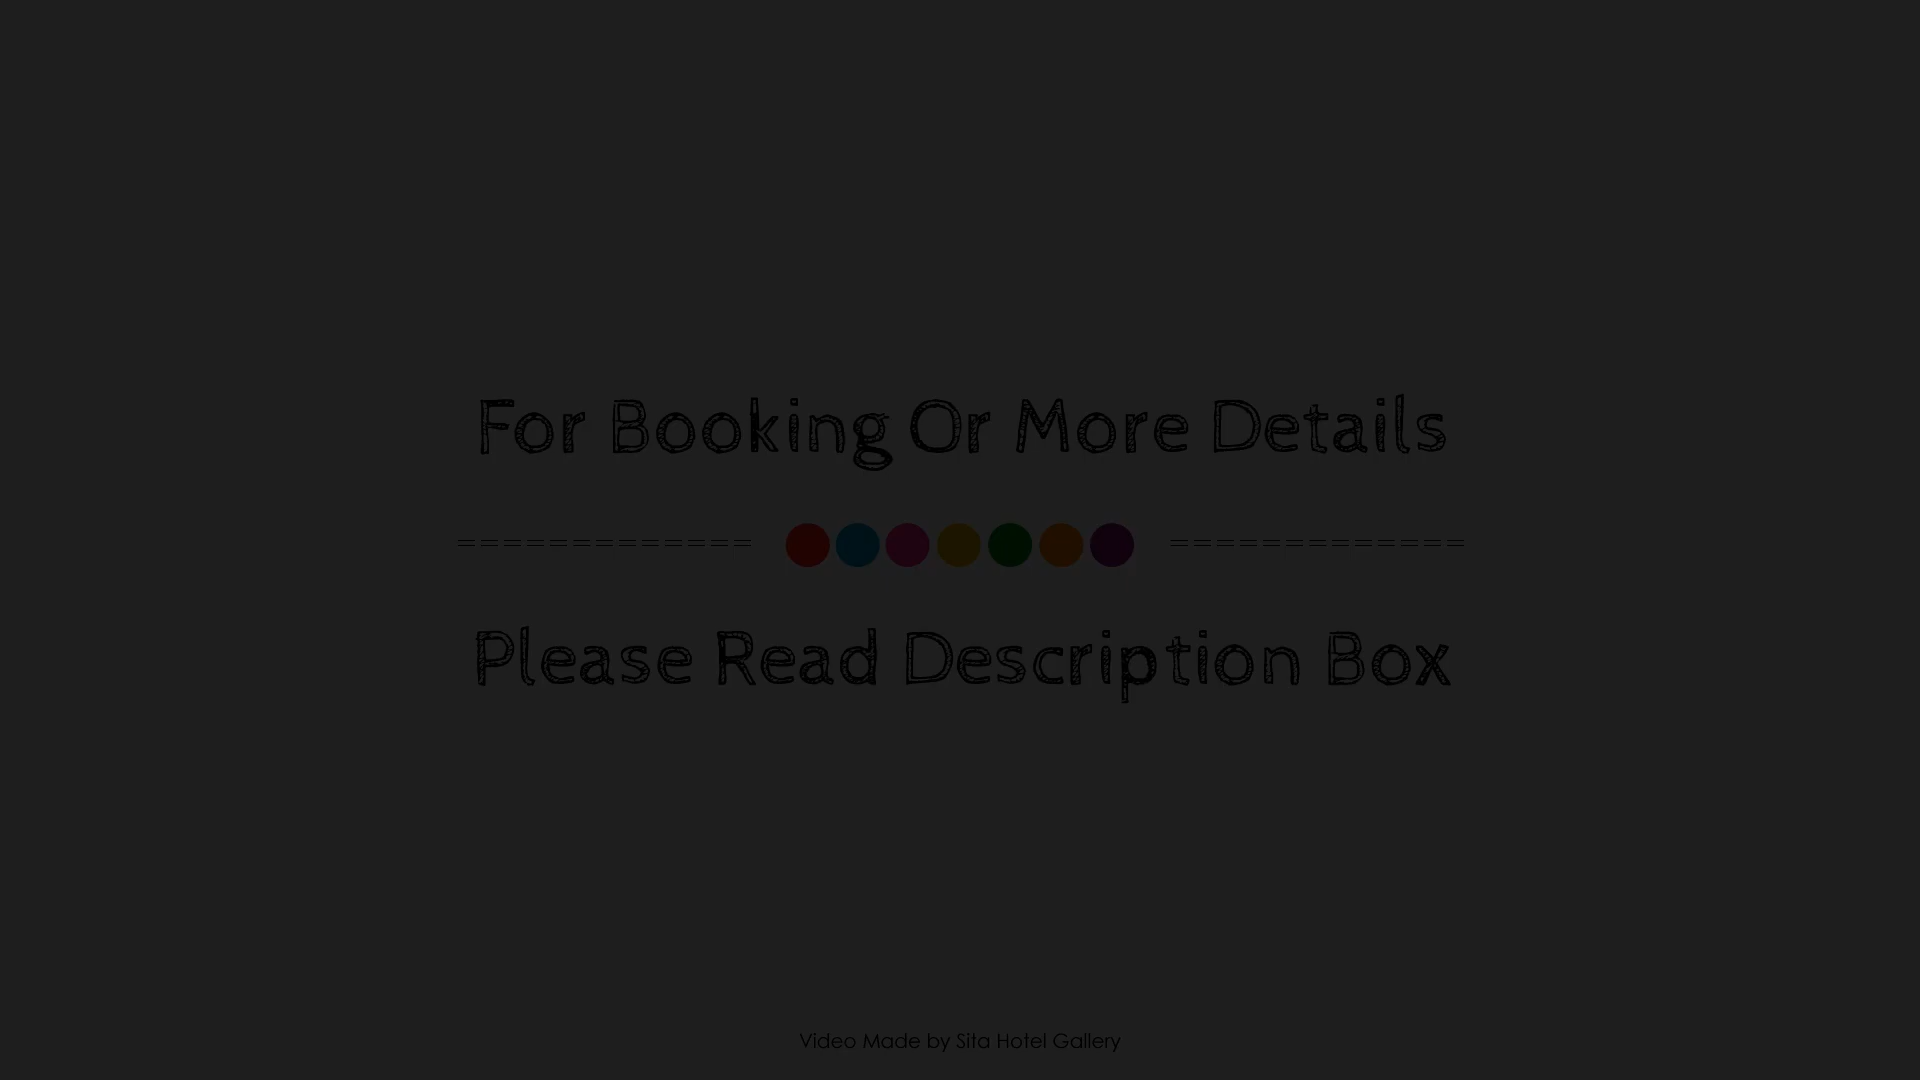 For Booking Or More Details
============= =============
Please Read Description Box
Video Made by Sita Hotel Gallery